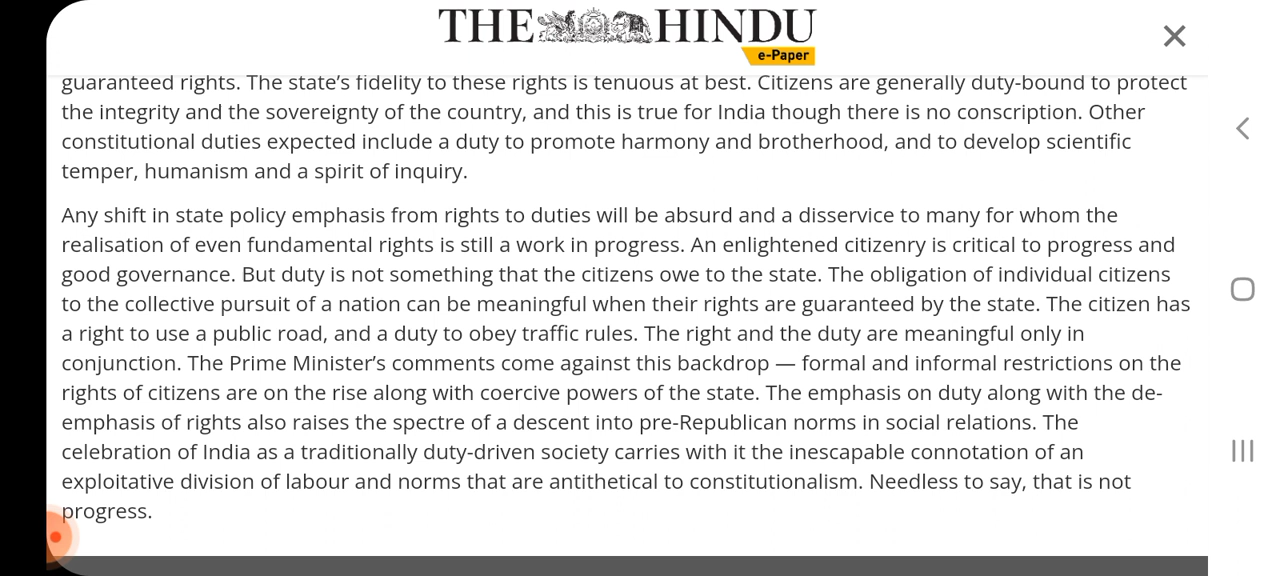 THE HINDU
e-Paper
guaranteed rights. The state’s fidelity to these rights is tenuous at best. Citizens are generally duty-bound to protect
the integrity and the sovereignty of the country, and this is true for India though there is no conscription. Other
constitutional duties expected include a duty to promote harmony and brotherhood, and to develop scientific
temper, humanism and a spirit of inquiry.
Any shift in state policy emphasis from rights to duties will be absurd and a disservice to many for whom the
realisation of even fundamental rights is still a work in progress. An enlightened citizenry is critical to progress and
good governance. But duty is not something that the citizens owe to the state. The obligation of individual citizens
to the collective pursuit of a nation can be meaningful when their rights are guaranteed by the state. The citizen has
a right to use a public road, and a duty to obey traffic rules. The right and the duty are meaningful only in
conjunction. The Prime Minister’s comments come against this backdrop — formal and informal restrictions on the
rights of citizens are on the rise along with coercive powers of the state. The emphasis on duty along with the de-
emphasis of rights also raises the spectre of a descent into pre-Republican norms in social relations. The
celebration of India as a traditionally duty-driven society carries with it the inescapable connotation of an
exploitative division of labour and norms that are antithetical to constitutionalism. Needless to say, that is not
progress.